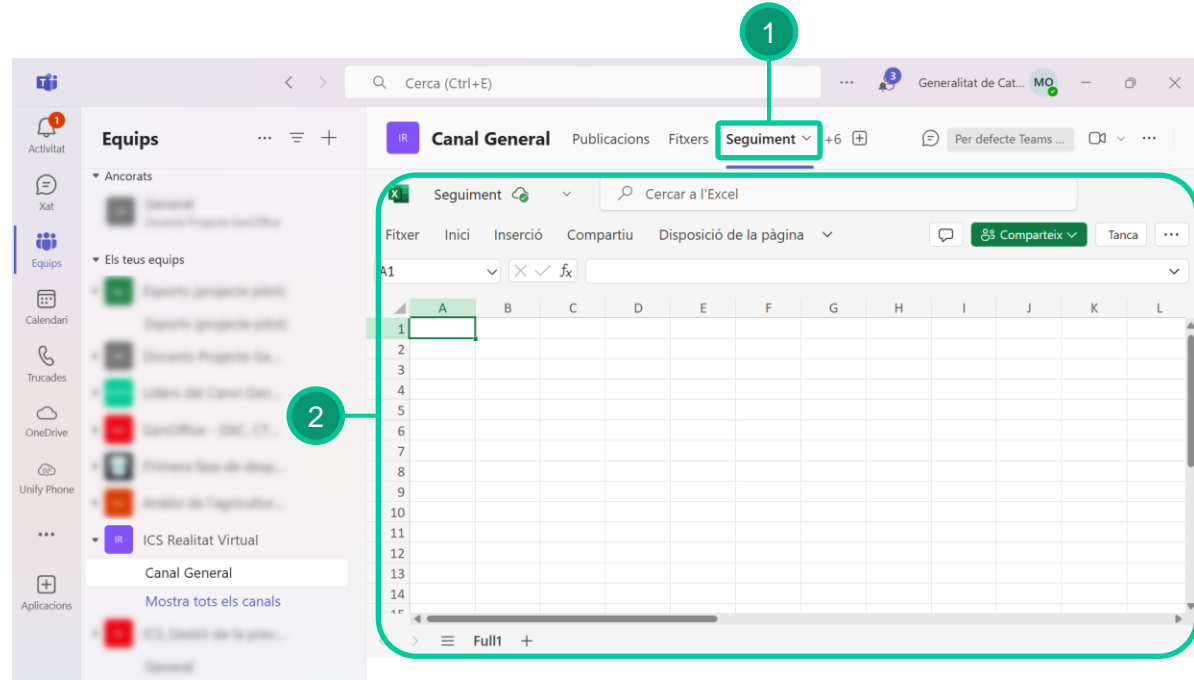 1
Cerca (Ctrl+E)
...
3
Generalitat de Cat... MO
1
Activitat
Xat
Equips
Calendari
Trucades
OneDrive
Unify Phone
Aplicacions
Equips
Ancorats
Els teus equips
IR ICS Realitat Virtual
Canal General
Mostra tots els canals
IR Canal General Publicacions Fitxers Seguiment +6
Per defecte Teams ...
2
Seguiment
Cercar a l'Excel
Fitxer Inici Inserció Compartiu Disposició de la pàgina
Comparteix Tanca
A1 fx
A B C D E F G H I J K L
1
2
3
4
5
6
7
8
9
10
11
12
13
14
15
Full1